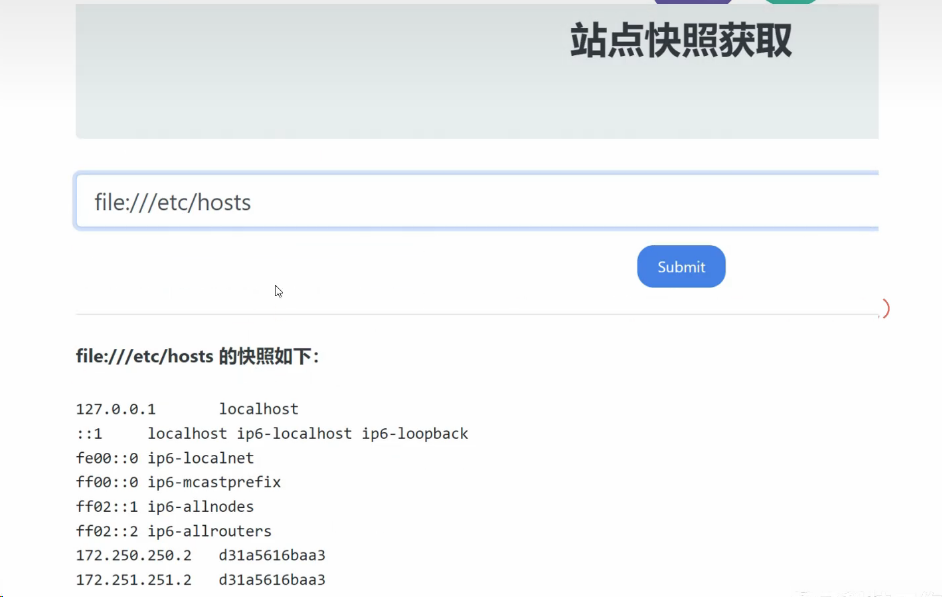 站点快照获取
file:///etc/hosts
Submit
file:///etc/hosts 的快照如下：
127.0.0.1 localhost
::1 localhost ip6-localhost ip6-loopback
fe00::0 ip6-localnet
ff00::0 ip6-mcastprefix
ff02::1 ip6-allnodes
ff02::2 ip6-allrouters
172.250.250.2 d31a5616baa3
172.251.251.2 d31a5616baa3